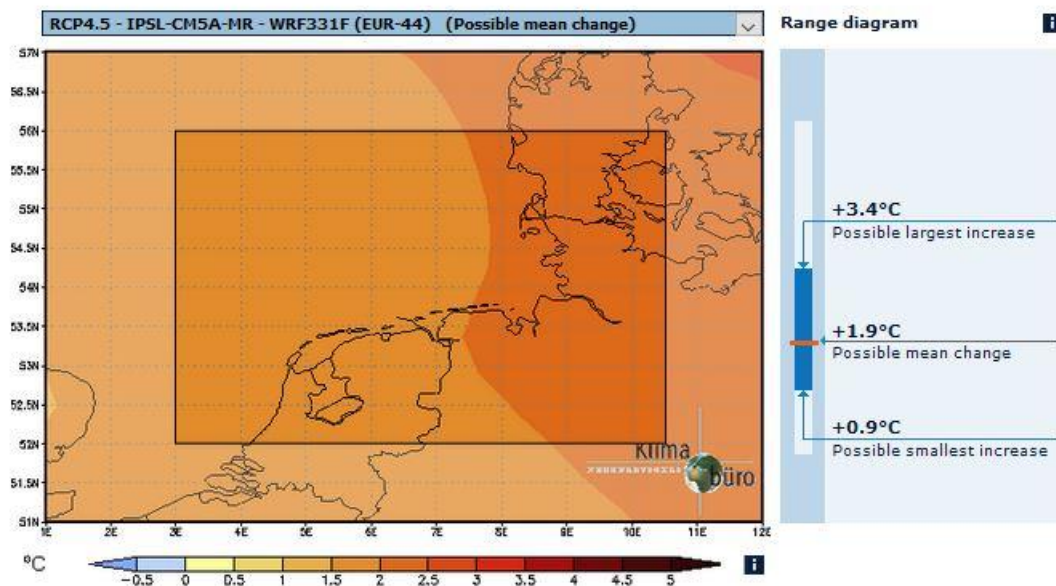 RCP4.5 - IPSL-CM5A-MR - WRF331F (EUR-44) (Possible mean change)
Range diagram
i
57N
56N
55.5N
55N
54.5N
54N
53.5N
53N
52.5N
52N
51.5N
51N
1E 2E 3E 4E 5E 6E 7E 8E 9E 10E 11E 12E
Klima
büro
+3.4°C
Possible largest increase
+1.9°C
Possible mean change
+0.9°C
Possible smallest increase
°C
-0.5 0 0.5 1 1.5 2 2.5 3 3.5 4 4.5 5
i